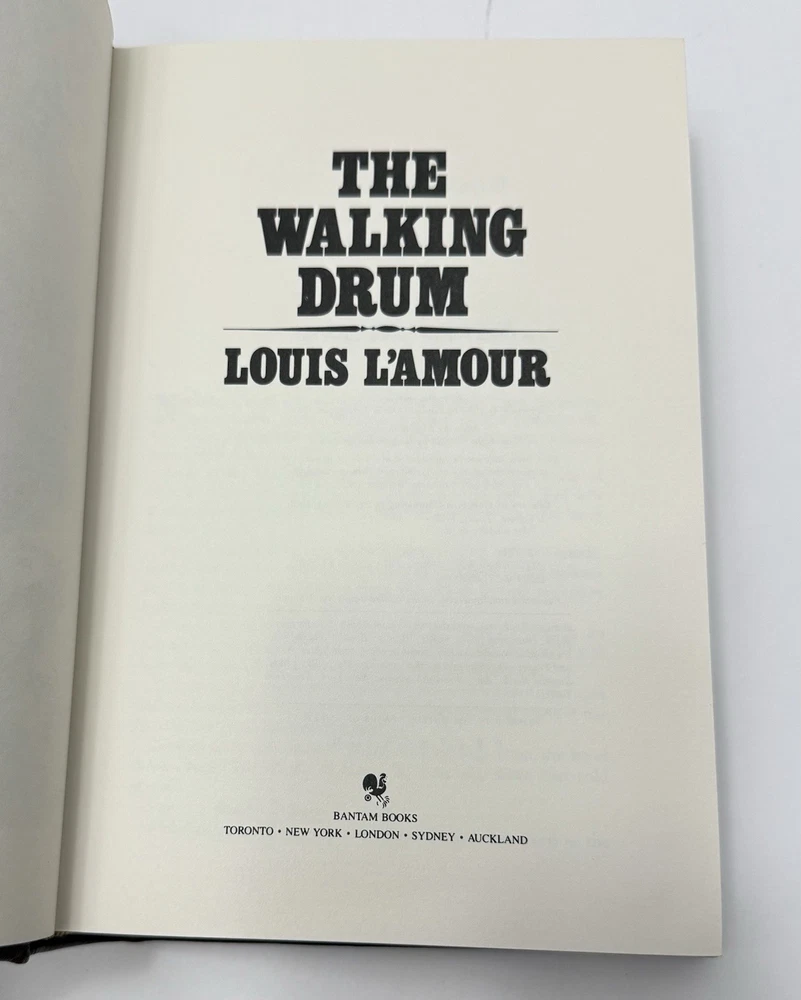 THE
WALKING
DRUM
LOUIS L'AMOUR
BANTAM BOOKS
TORONTO • NEW YORK • LONDON • SYDNEY • AUCKLAND